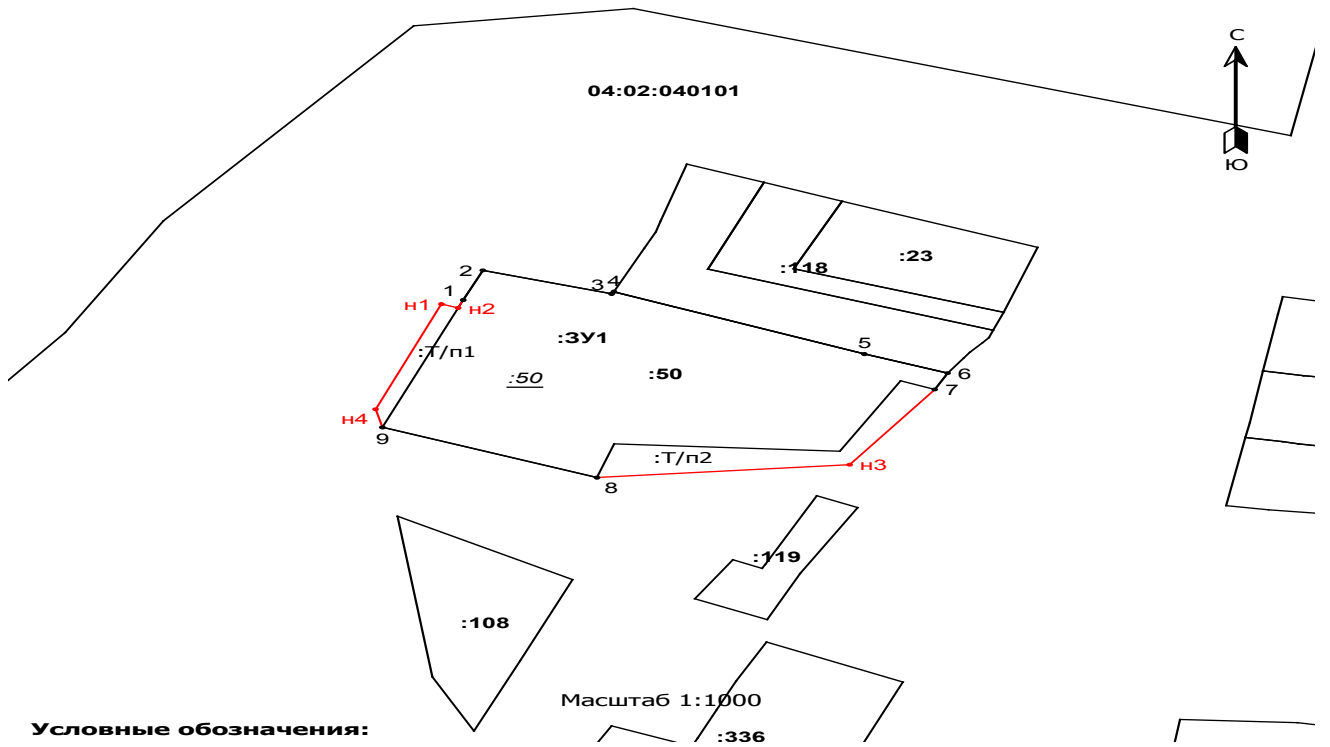 С
04:02:040101
Ю
:23
:118
2
3
4
1
н1
н2
:ЗУ1
5
:Т/п1
:50
:50
6
7
н4
9
:Т/п2
н3
8
:119
:108
Масштаб 1:1000
Условные обозначения:
:336